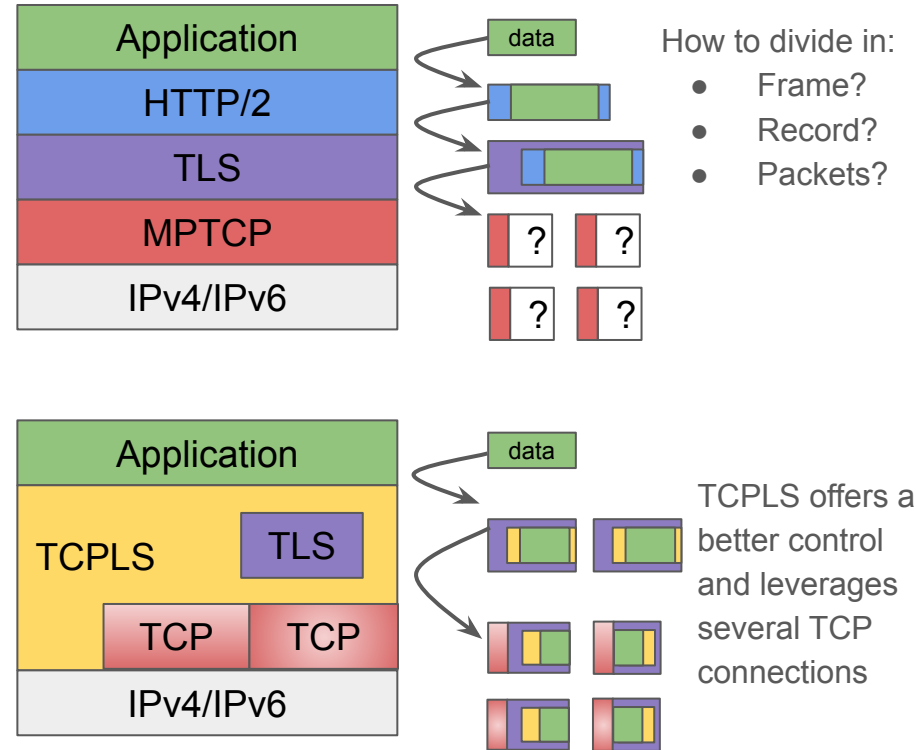 Application
HTTP/2
TLS
MPTCP
IPv4/IPv6
data
?
?
?
?
How to divide in:
● Frame?
● Record?
● Packets?
Application
TCPLS
TLS
TCP
TCP
IPv4/IPv6
data
TCPLS offers a
better control
and leverages
several TCP
connections